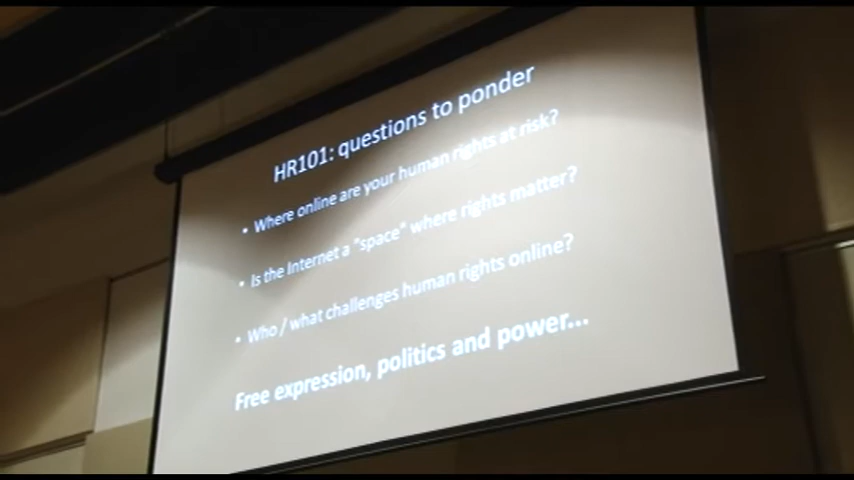 HR101: questions to ponder
• Where online are your human rights at risk?
• Is the Internet a "space" where rights matter?
• Who / what challenges human rights online?
Free expression, politics and power...